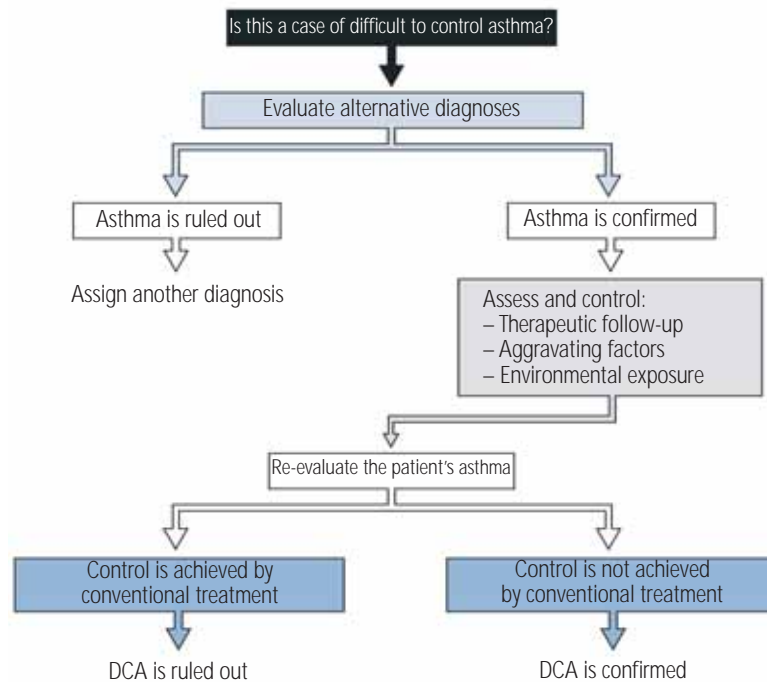 Is this a case of difficult to control asthma?
Evaluate alternative diagnoses
Asthma is ruled out
Asthma is confirmed
Assign another diagnosis
Assess and control:
– Therapeutic follow-up
– Aggravating factors
– Environmental exposure
Re-evaluate the patient's asthma
Control is achieved by
conventional treatment
Control is not achieved
by conventional treatment
DCA is ruled out
DCA is confirmed